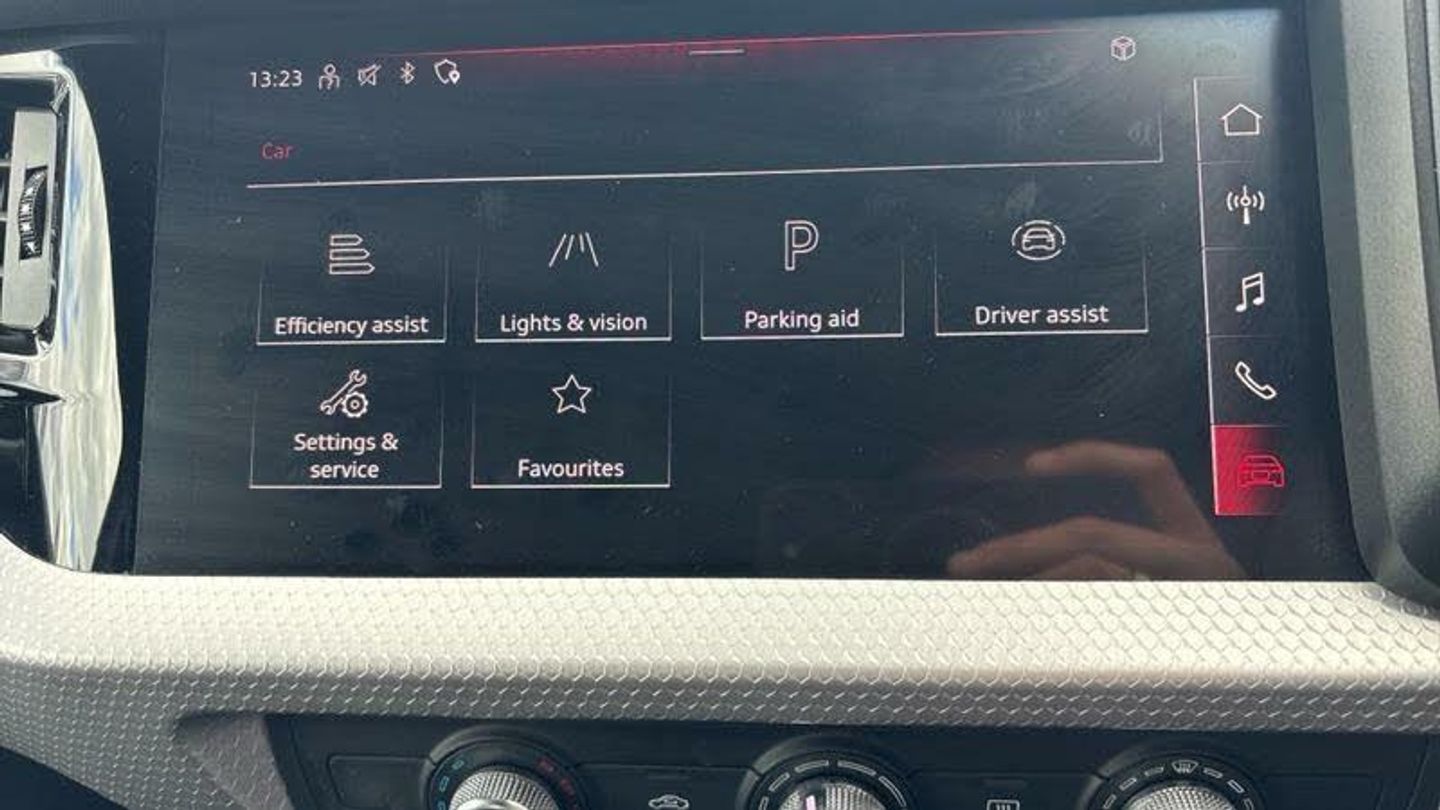 13:23
Car
Efficiency assist
Lights & vision
Parking aid
Driver assist
Settings &
service
Favourites